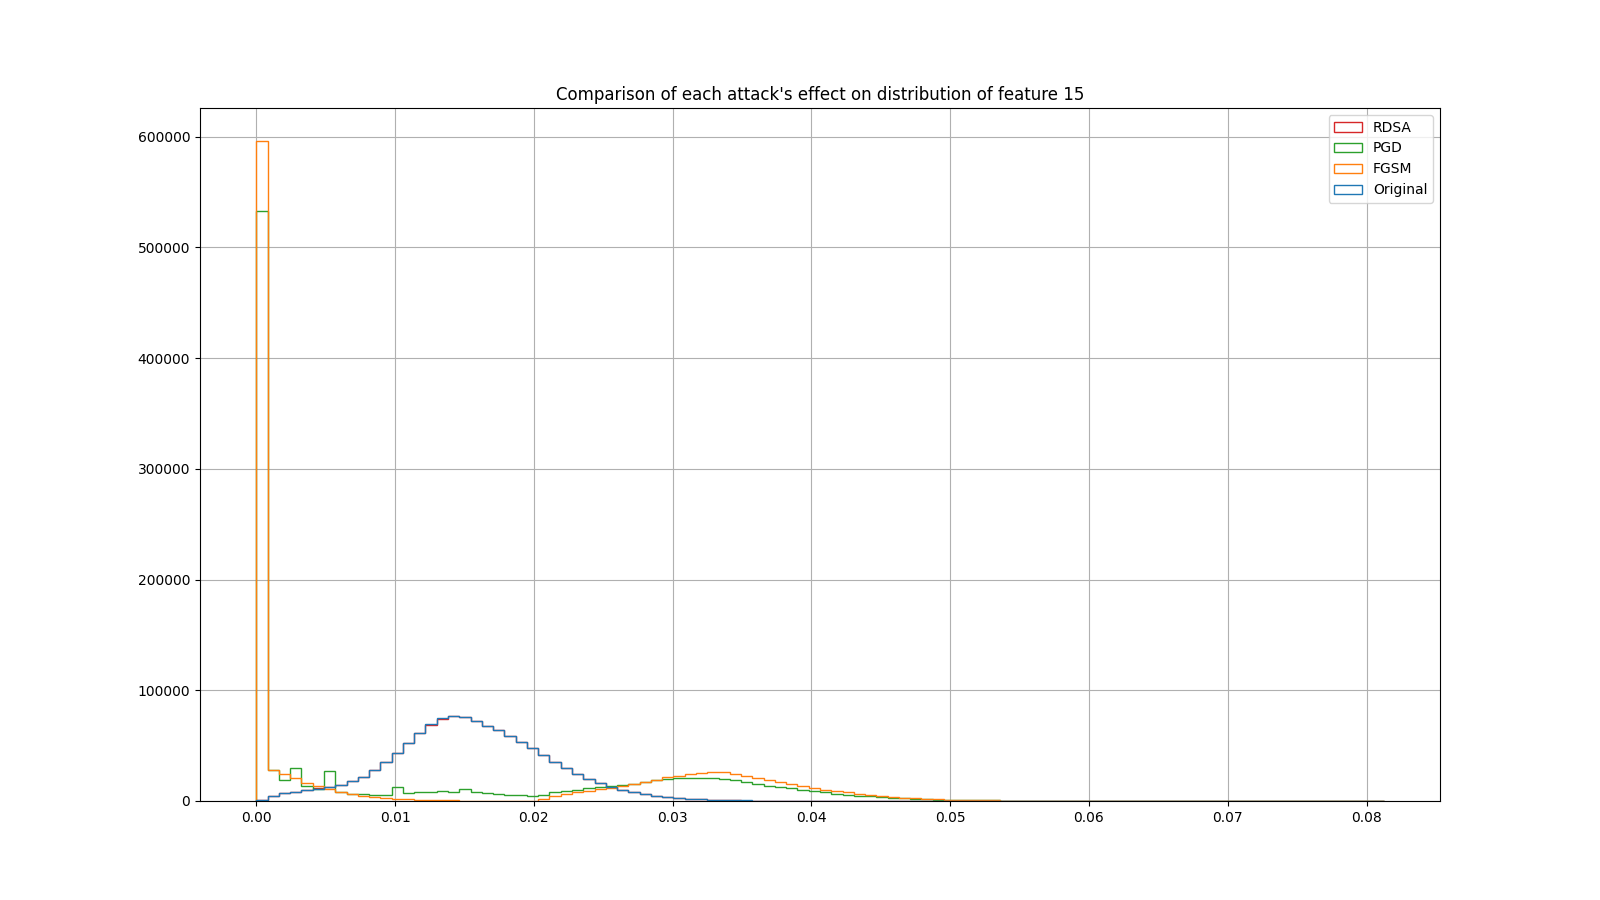 Comparison of each attack's effect on distribution of feature 15
600000
500000
400000
300000
200000
100000
0
0.00 0.01 0.02 0.03 0.04 0.05 0.06 0.07 0.08
RDSA
PGD
FGSM
Original